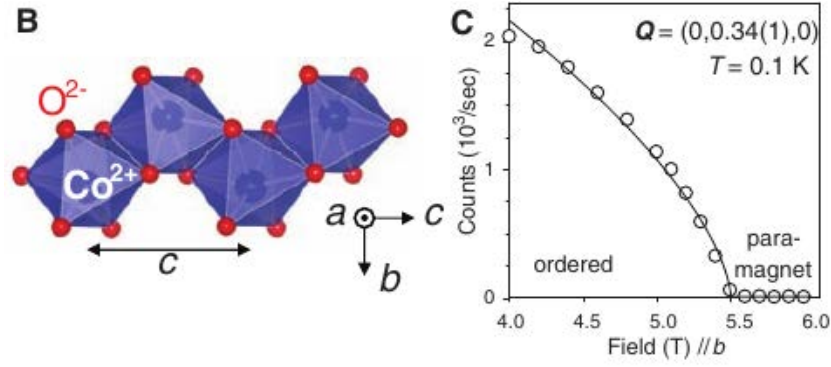 B
O²⁻
Co²⁺
a
c
b
c
C
Q = (0,0.34(1),0)
T = 0.1 K
Counts (10³/sec)
2
1
0
ordered
para-
magnet
4.0 4.5 5.0 5.5 6.0
Field (T) //b